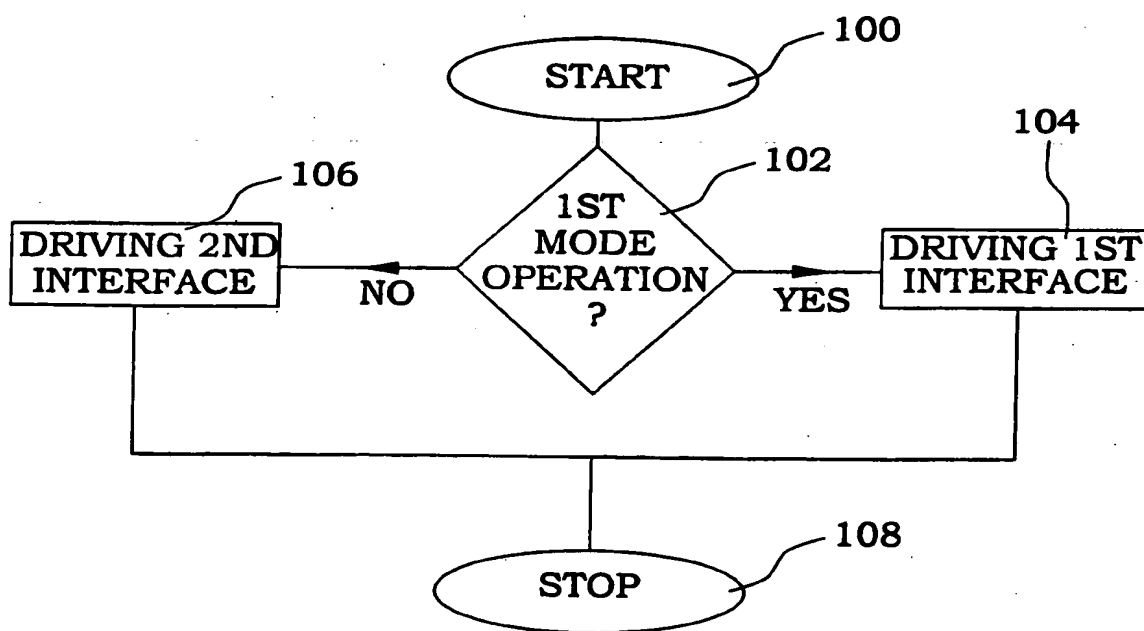 100
START
104
102
106
1ST
MODE
OPERATION
?
DRIVING 2ND
INTERFACE
DRIVING 1ST
INTERFACE
NO
YES
108
STOP